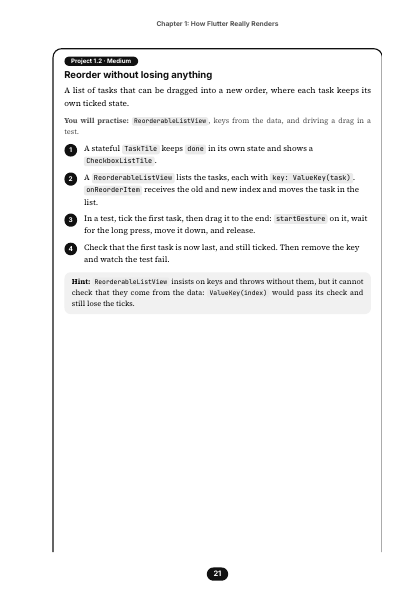 Chapter 1: How Flutter Really Renders
Project 1.2 · Medium
Reorder without losing anything
A list of tasks that can be dragged into a new order, where each task keeps its
own ticked state.
You will practise: ReorderableListView, keys from the data, and driving a drag in a
test.
1 A stateful TaskTile keeps done in its own state and shows a
CheckboxListTile.
2 A ReorderableListView lists the tasks, each with key: ValueKey(task).
onReorderItem receives the old and new index and moves the task in the
list.
3 In a test, tick the first task, then drag it to the end: startGesture on it, wait
for the long press, move it down, and release.
4 Check that the first task is now last, and still ticked. Then remove the key
and watch the test fail.
Hint: ReorderableListView insists on keys and throws without them, but it cannot
check that they come from the data: ValueKey(index) would pass its check and
still lose the ticks.
21